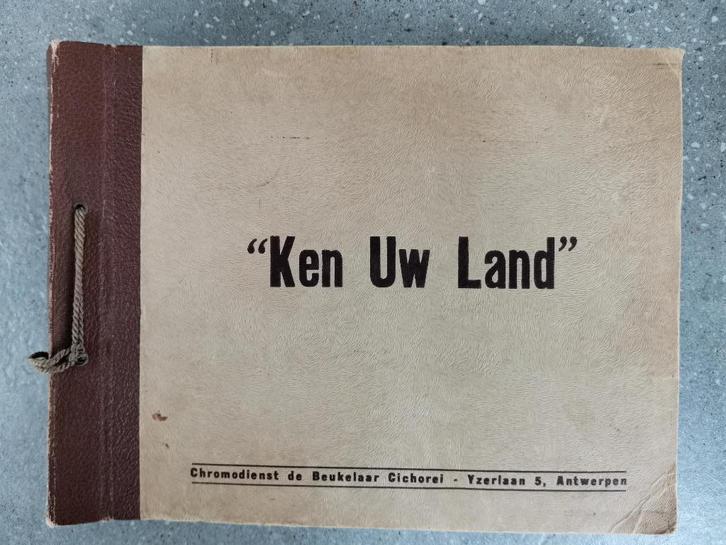 “Ken Uw Land”
Chromodienst de Beukelaar Cichorei - Yzerlaan 5, Antwerpen